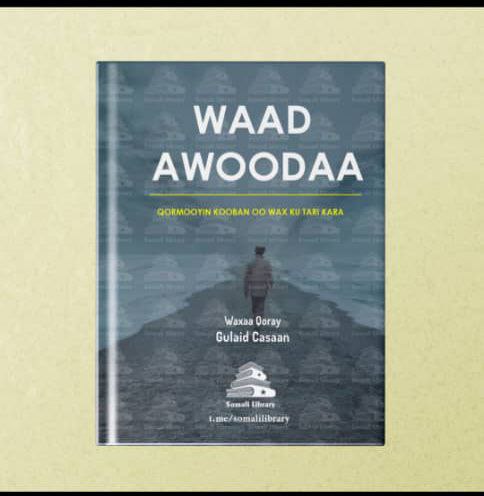 WAAD
AWOODAA
QORMOOYIN KOOBAN OO WAX KU TARI KARA
Waxaa Qoray
Gulaid Casaan
Somali Library
t.me/somalilibrary